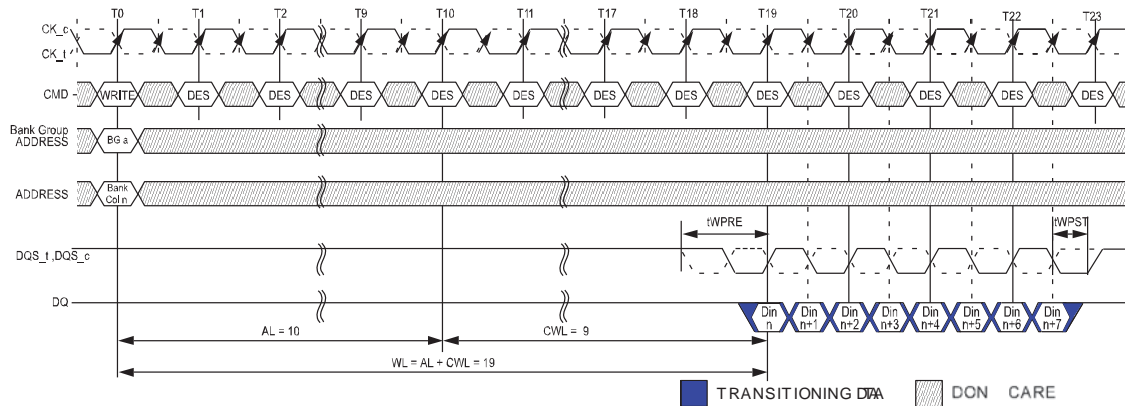 T0 T1 T2 T9 T10 T11 T17 T18 T19 T20 T21 T22 T23
CK_c
CK_t
CMD WRITE DES DES DES DES DES DES DES DES DES DES DES DES
Bank Group
ADDRESS
BG a
ADDRESS
Bank
Col n
tWPRE tWPST
DQS_t ,DQS_c
DQ
Din n Din n+1 Din n+2 Din n+3 Din n+4 Din n+5 Din n+6 Din n+7
AL = 10 CWL = 9
WL = AL + CWL = 19
TRANSITIONING DATA DON CARE